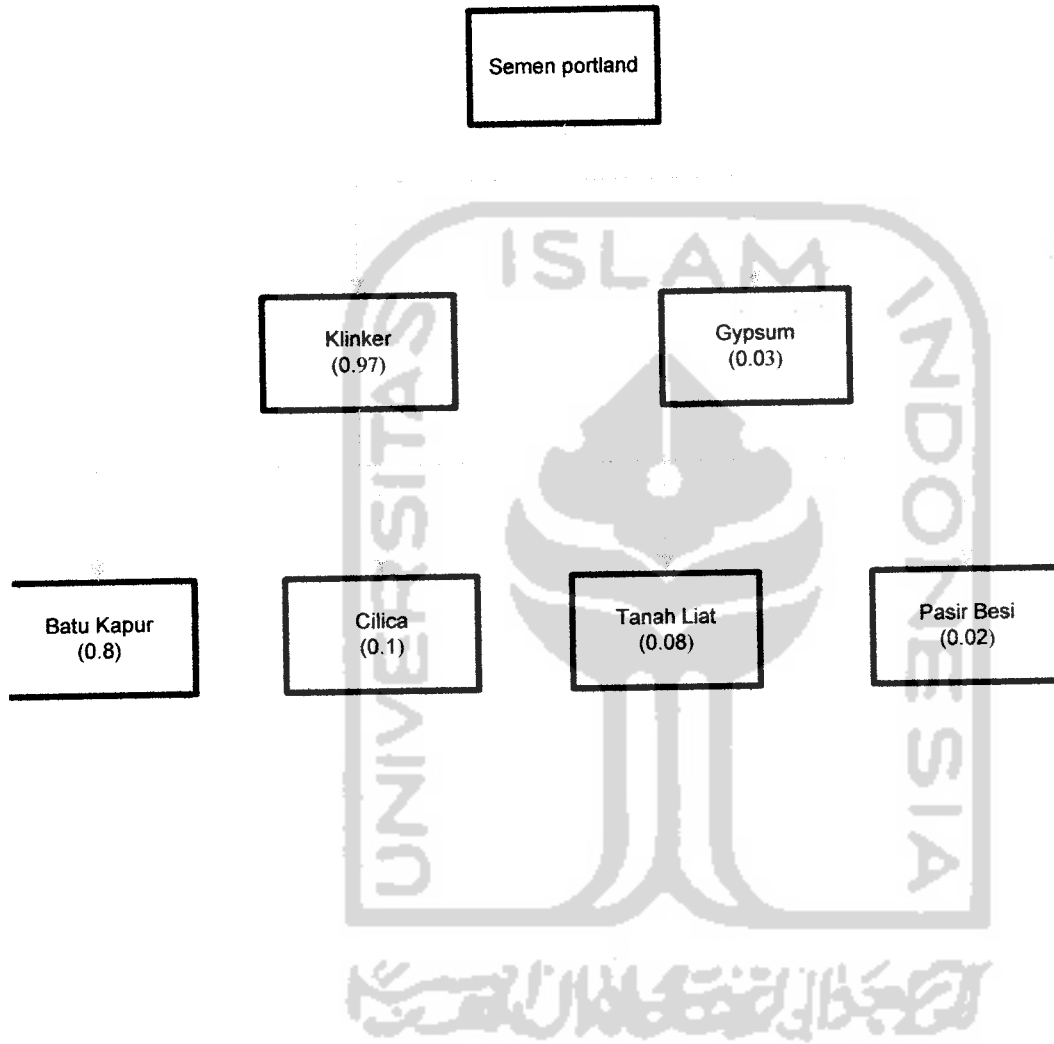 Semen portland
Klinker
(0.97)
Gypsum
(0.03)
Batu Kapur
(0.8)
Cilica
(0.1)
Tanah Liat
(0.08)
Pasir Besi
(0.02)
UNIVERSITAS ISLAM INDONESIA